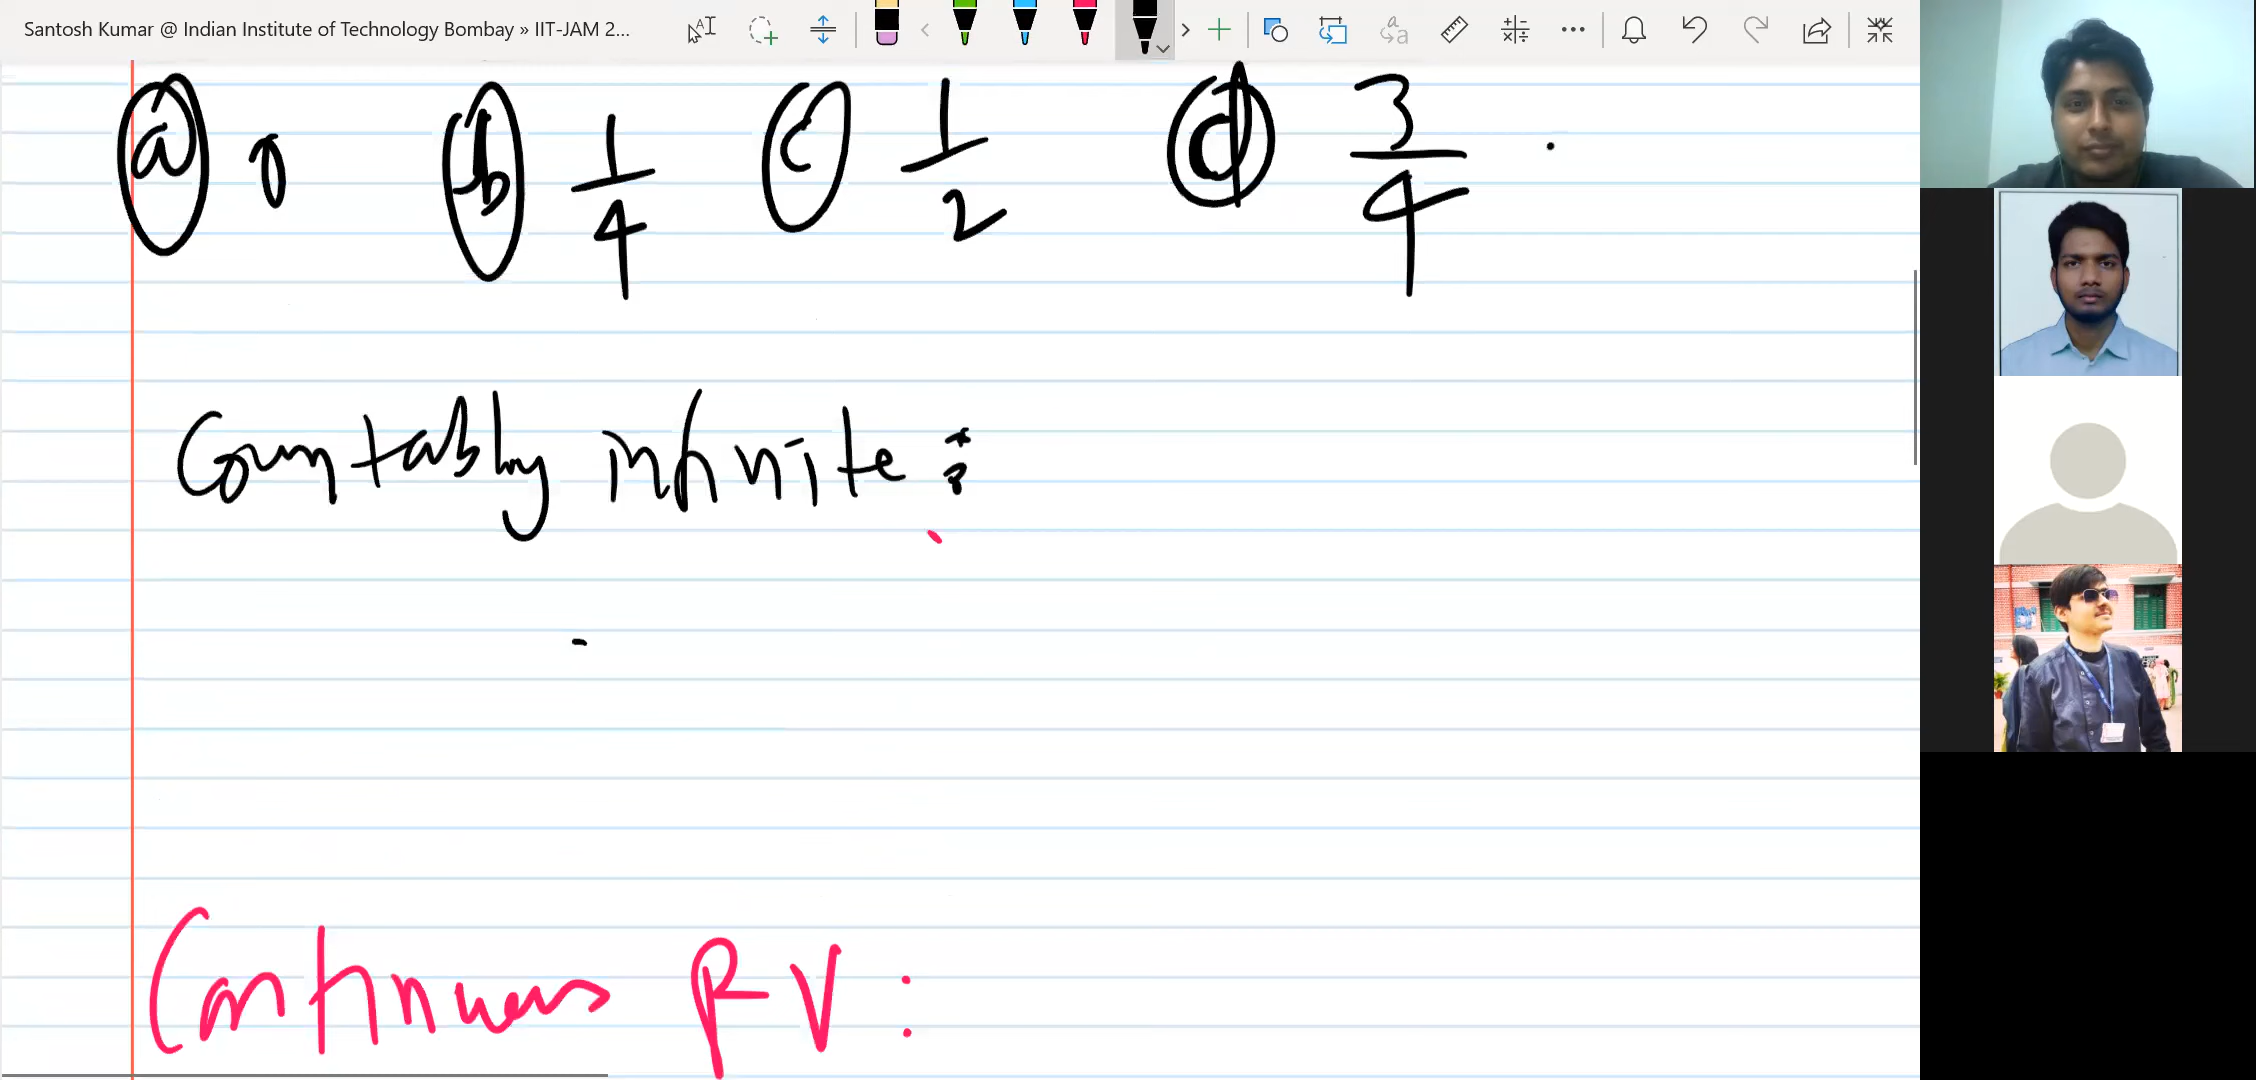 Santosh Kumar @ Indian Institute of Technology Bombay » IIT-JAM 2...
(a) 0 (b) 1/4 (c) 1/2 (d) 3/4 .
Countably infinite :
Continuous RV :